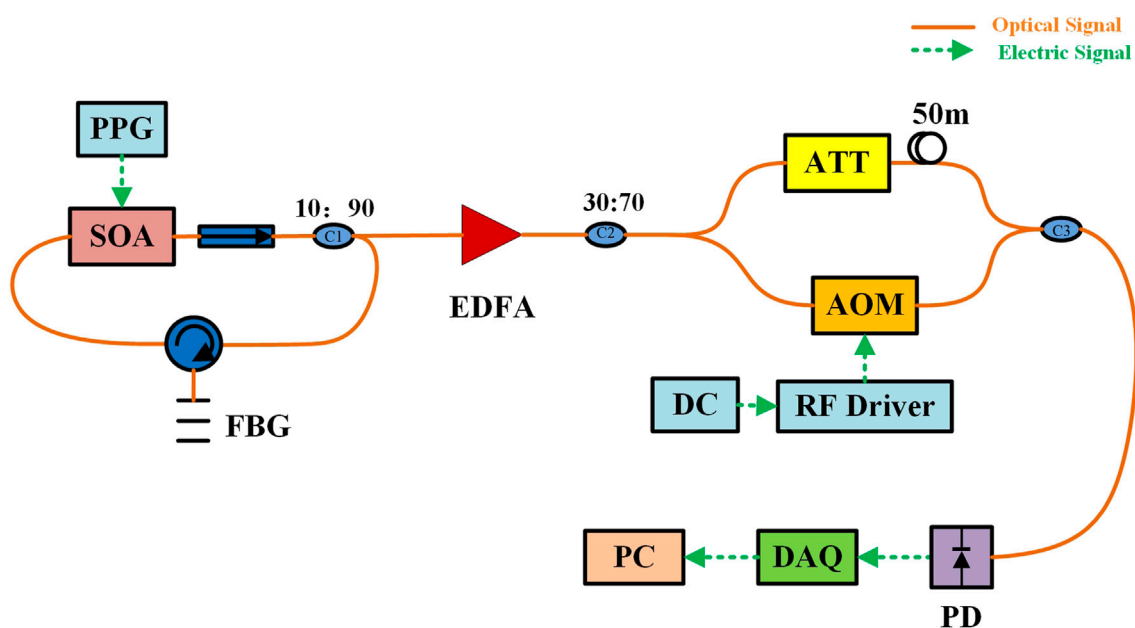 Optical Signal
Electric Signal
PPG
50m
ATT
10： 90
30:70
SOA
C1
C2
C3
EDFA
AOM
FBG
DC
RF Driver
PC
DAQ
PD